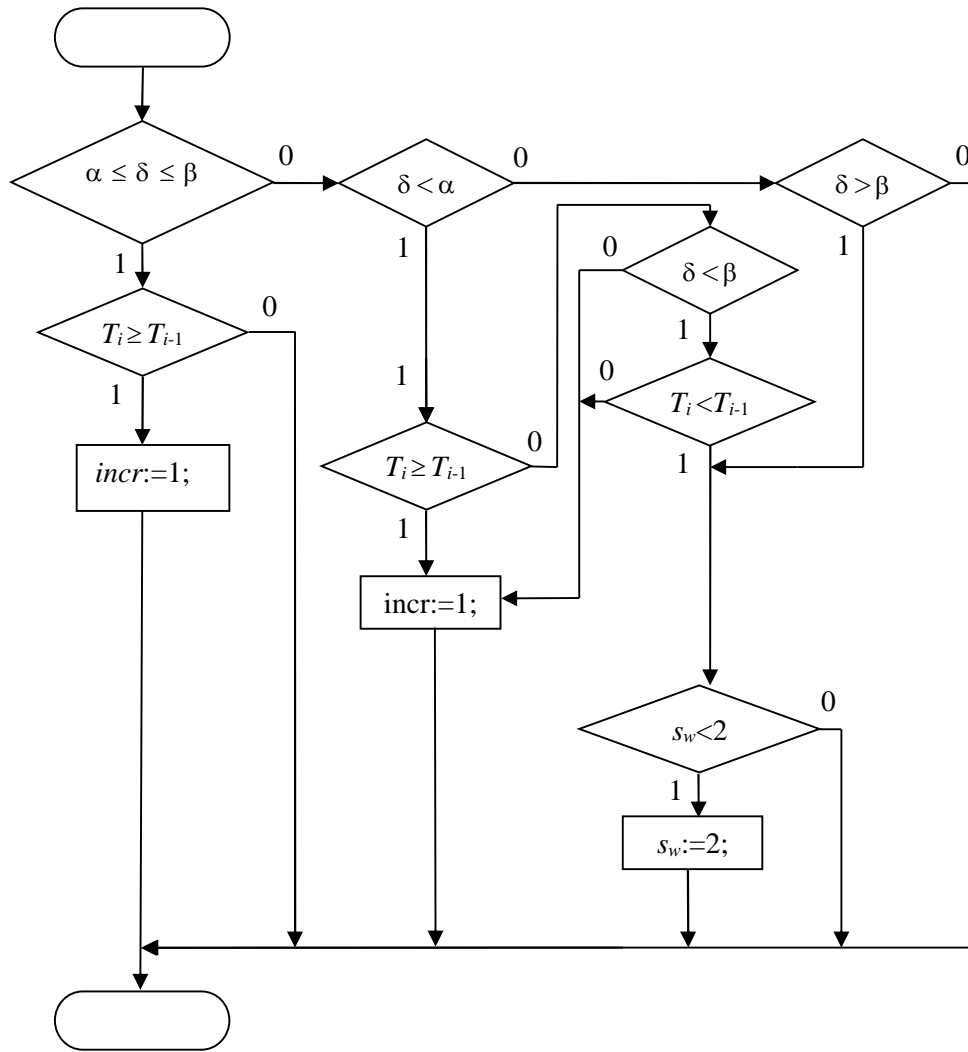 0
0
0
α ≤ δ ≤ β
δ < α
δ > β
1
1
0
1
δ < β
0
1
T_i ≥ T_{i-1}
1
0
T_i < T_{i-1}
1
0
1
incr:=1;
T_i ≥ T_{i-1}
1
incr:=1;
0
s_w<2
1
s_w:=2;